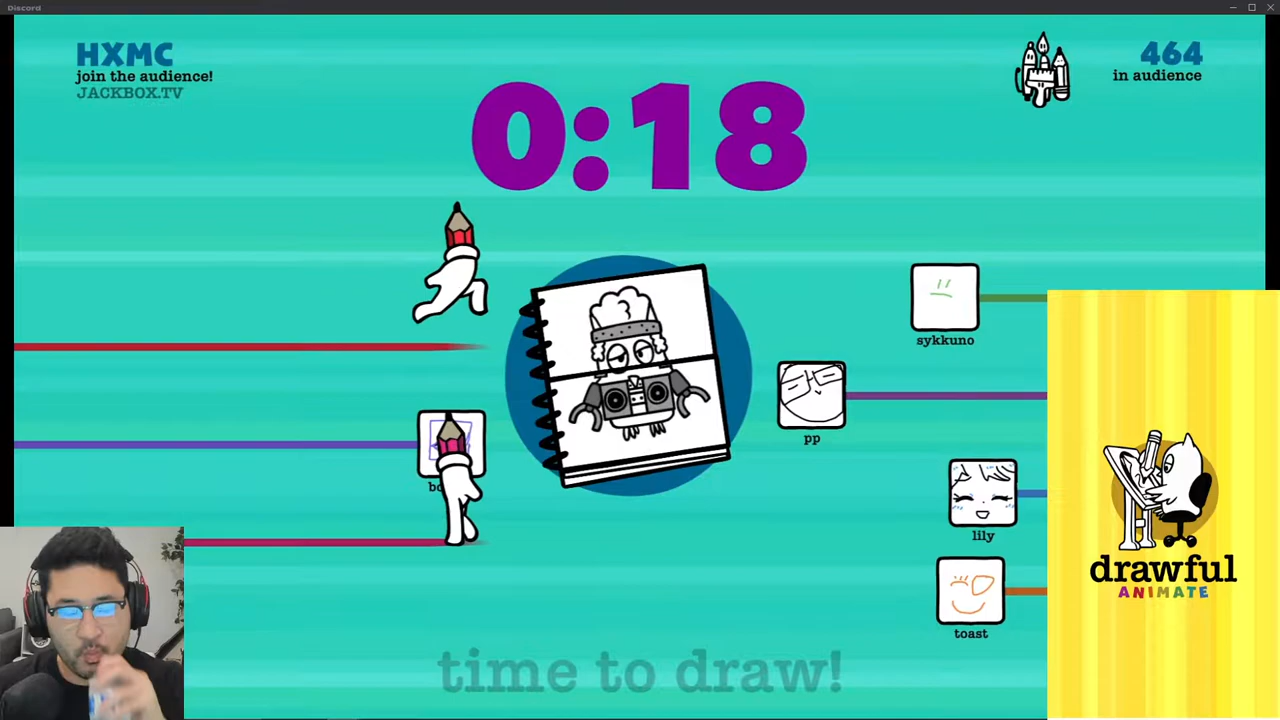 Discord
HXMC
join the audience!
JACKBOX.TV
464
in audience
0:18
sykkuno
pp
lily
toast
drawful
ANIMATE
time to draw!